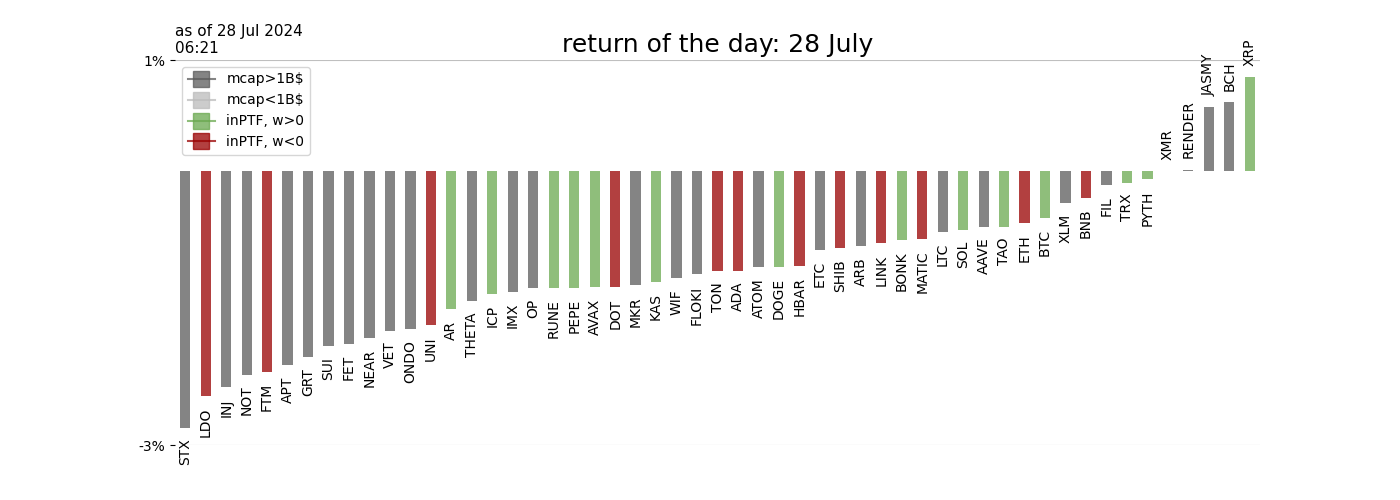 as of 28 Jul 2024
06:21
return of the day: 28 July
1%
mcap>1B$
mcap<1B$
inPTF, w>0
inPTF, w<0
-3%
STX
LDO
INJ
NOT
FTM
APT
GRT
SUI
FET
NEAR
VET
ONDO
UNI
AR
THETA
ICP
IMX
OP
RUNE
PEPE
AVAX
DOT
MKR
KAS
WIF
FLOKI
TON
ADA
ATOM
DOGE
HBAR
ETC
SHIB
ARB
LINK
BONK
MATIC
LTC
SOL
AAVE
TAO
ETH
BTC
XLM
BNB
FIL
TRX
PYTH
XMR
RENDER
JASMY
BCH
XRP